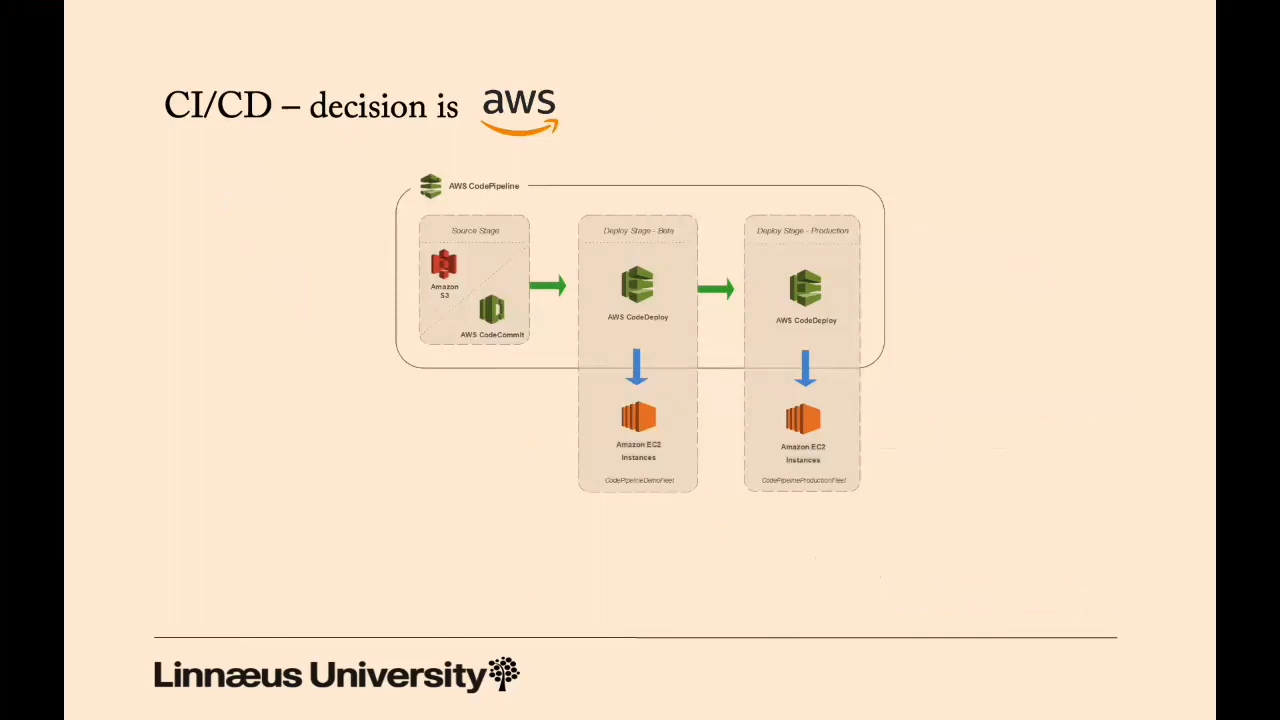 CI/CD – decision is aws
AWS CodePipeline
Source Stage
Amazon
S3
AWS CodeCommit
Deploy Stage - Beta
AWS CodeDeploy
Amazon EC2
Instances
CodePipelineDemoFleet
Deploy Stage - Production
AWS CodeDeploy
Amazon EC2
Instances
CodePipelineProductionFleet
Linnæus University